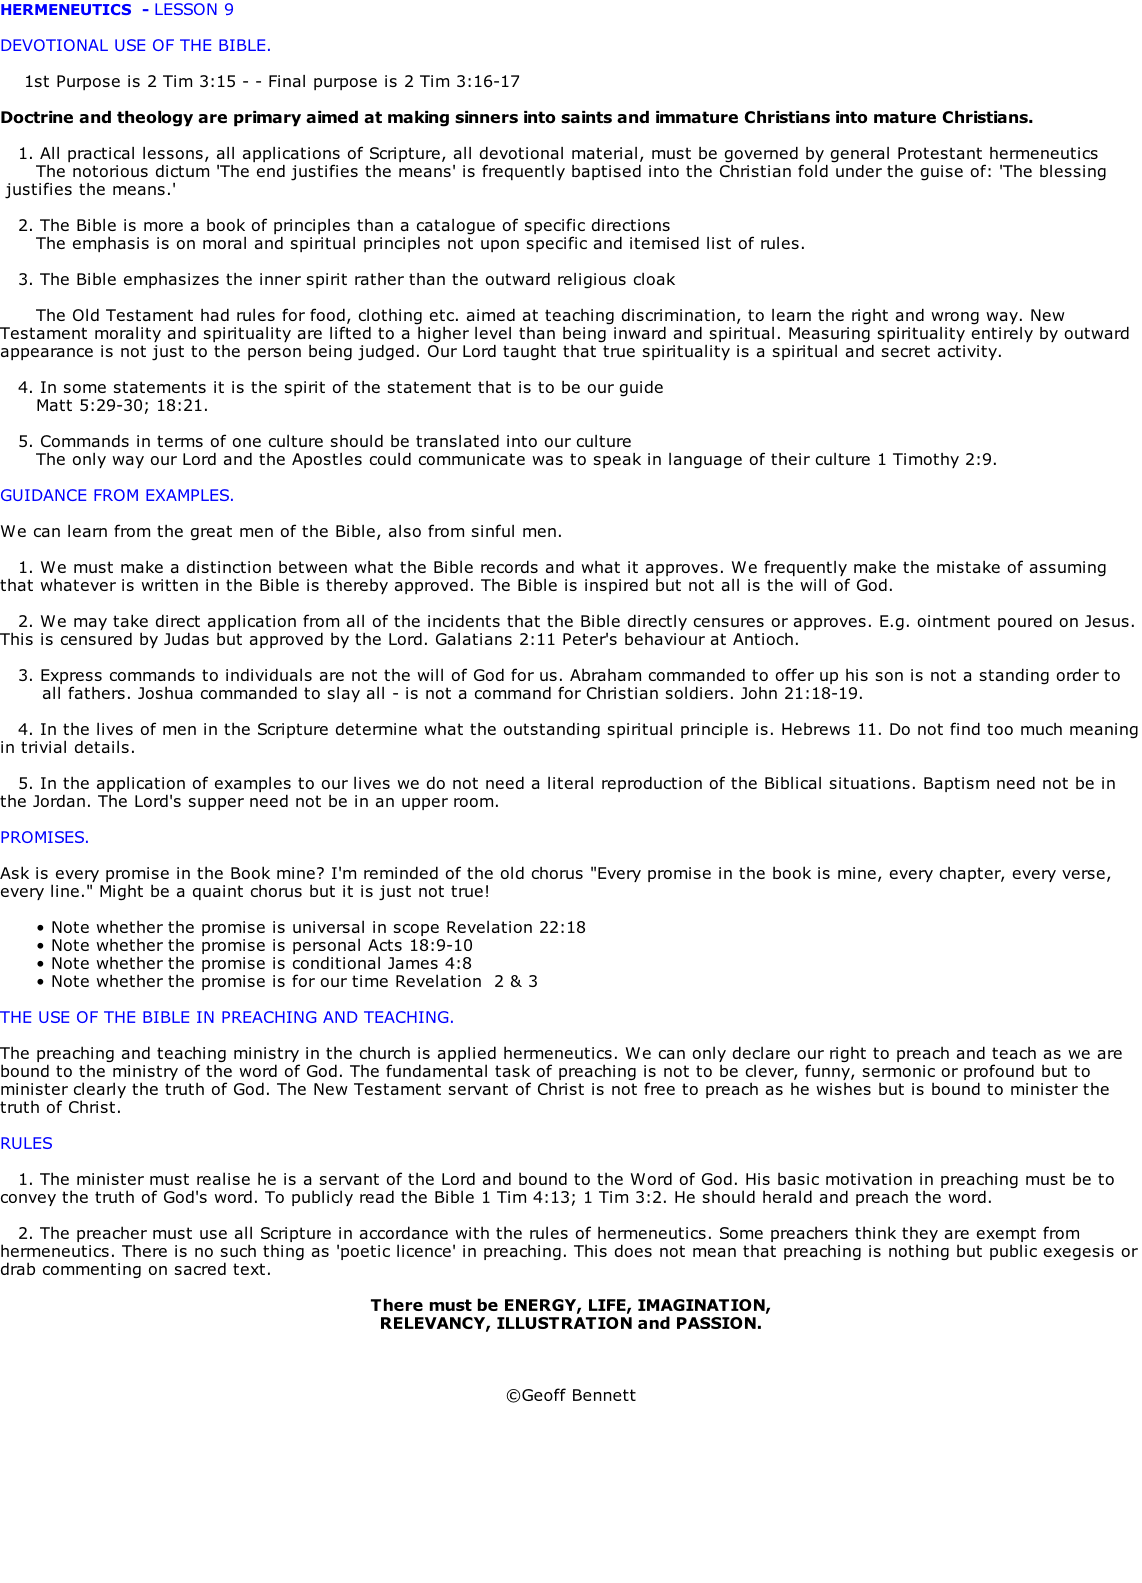 HERMENEUTICS - LESSON 9
DEVOTIONAL USE OF THE BIBLE.
1st Purpose is 2 Tim 3:15 - - Final purpose is 2 Tim 3:16-17
Doctrine and theology are primary aimed at making sinners into saints and immature Christians into mature Christians.
1. All practical lessons, all applications of Scripture, all devotional material, must be governed by general Protestant hermeneutics
The notorious dictum 'The end justifies the means' is frequently baptised into the Christian fold under the guise of: 'The blessing
justifies the means.'
2. The Bible is more a book of principles than a catalogue of specific directions
The emphasis is on moral and spiritual principles not upon specific and itemised list of rules.
3. The Bible emphasizes the inner spirit rather than the outward religious cloak
The Old Testament had rules for food, clothing etc. aimed at teaching discrimination, to learn the right and wrong way. New
Testament morality and spirituality are lifted to a higher level than being inward and spiritual. Measuring spirituality entirely by outward
appearance is not just to the person being judged. Our Lord taught that true spirituality is a spiritual and secret activity.
4. In some statements it is the spirit of the statement that is to be our guide
Matt 5:29-30; 18:21.
5. Commands in terms of one culture should be translated into our culture
The only way our Lord and the Apostles could communicate was to speak in language of their culture 1 Timothy 2:9.
GUIDANCE FROM EXAMPLES.
We can learn from the great men of the Bible, also from sinful men.
1. We must make a distinction between what the Bible records and what it approves. We frequently make the mistake of assuming
that whatever is written in the Bible is thereby approved. The Bible is inspired but not all is the will of God.
2. We may take direct application from all of the incidents that the Bible directly censures or approves. E.g. ointment poured on Jesus.
This is censured by Judas but approved by the Lord. Galatians 2:11 Peter's behaviour at Antioch.
3. Express commands to individuals are not the will of God for us. Abraham commanded to offer up his son is not a standing order to
all fathers. Joshua commanded to slay all - is not a command for Christian soldiers. John 21:18-19.
4. In the lives of men in the Scripture determine what the outstanding spiritual principle is. Hebrews 11. Do not find too much meaning
in trivial details.
5. In the application of examples to our lives we do not need a literal reproduction of the Biblical situations. Baptism need not be in
the Jordan. The Lord's supper need not be in an upper room.
PROMISES.
Ask is every promise in the Book mine? I'm reminded of the old chorus "Every promise in the book is mine, every chapter, every verse,
every line." Might be a quaint chorus but it is just not true!
• Note whether the promise is universal in scope Revelation 22:18
• Note whether the promise is personal Acts 18:9-10
• Note whether the promise is conditional James 4:8
• Note whether the promise is for our time Revelation 2 & 3
THE USE OF THE BIBLE IN PREACHING AND TEACHING.
The preaching and teaching ministry in the church is applied hermeneutics. We can only declare our right to preach and teach as we are
bound to the ministry of the word of God. The fundamental task of preaching is not to be clever, funny, sermonic or profound but to
minister clearly the truth of God. The New Testament servant of Christ is not free to preach as he wishes but is bound to minister the
truth of Christ.
RULES
1. The minister must realise he is a servant of the Lord and bound to the Word of God. His basic motivation in preaching must be to
convey the truth of God's word. To publicly read the Bible 1 Tim 4:13; 1 Tim 3:2. He should herald and preach the word.
2. The preacher must use all Scripture in accordance with the rules of hermeneutics. Some preachers think they are exempt from
hermeneutics. There is no such thing as 'poetic licence' in preaching. This does not mean that preaching is nothing but public exegesis or
drab commenting on sacred text.
There must be ENERGY, LIFE, IMAGINATION,
RELEVANCY, ILLUSTRATION and PASSION.
©Geoff Bennett